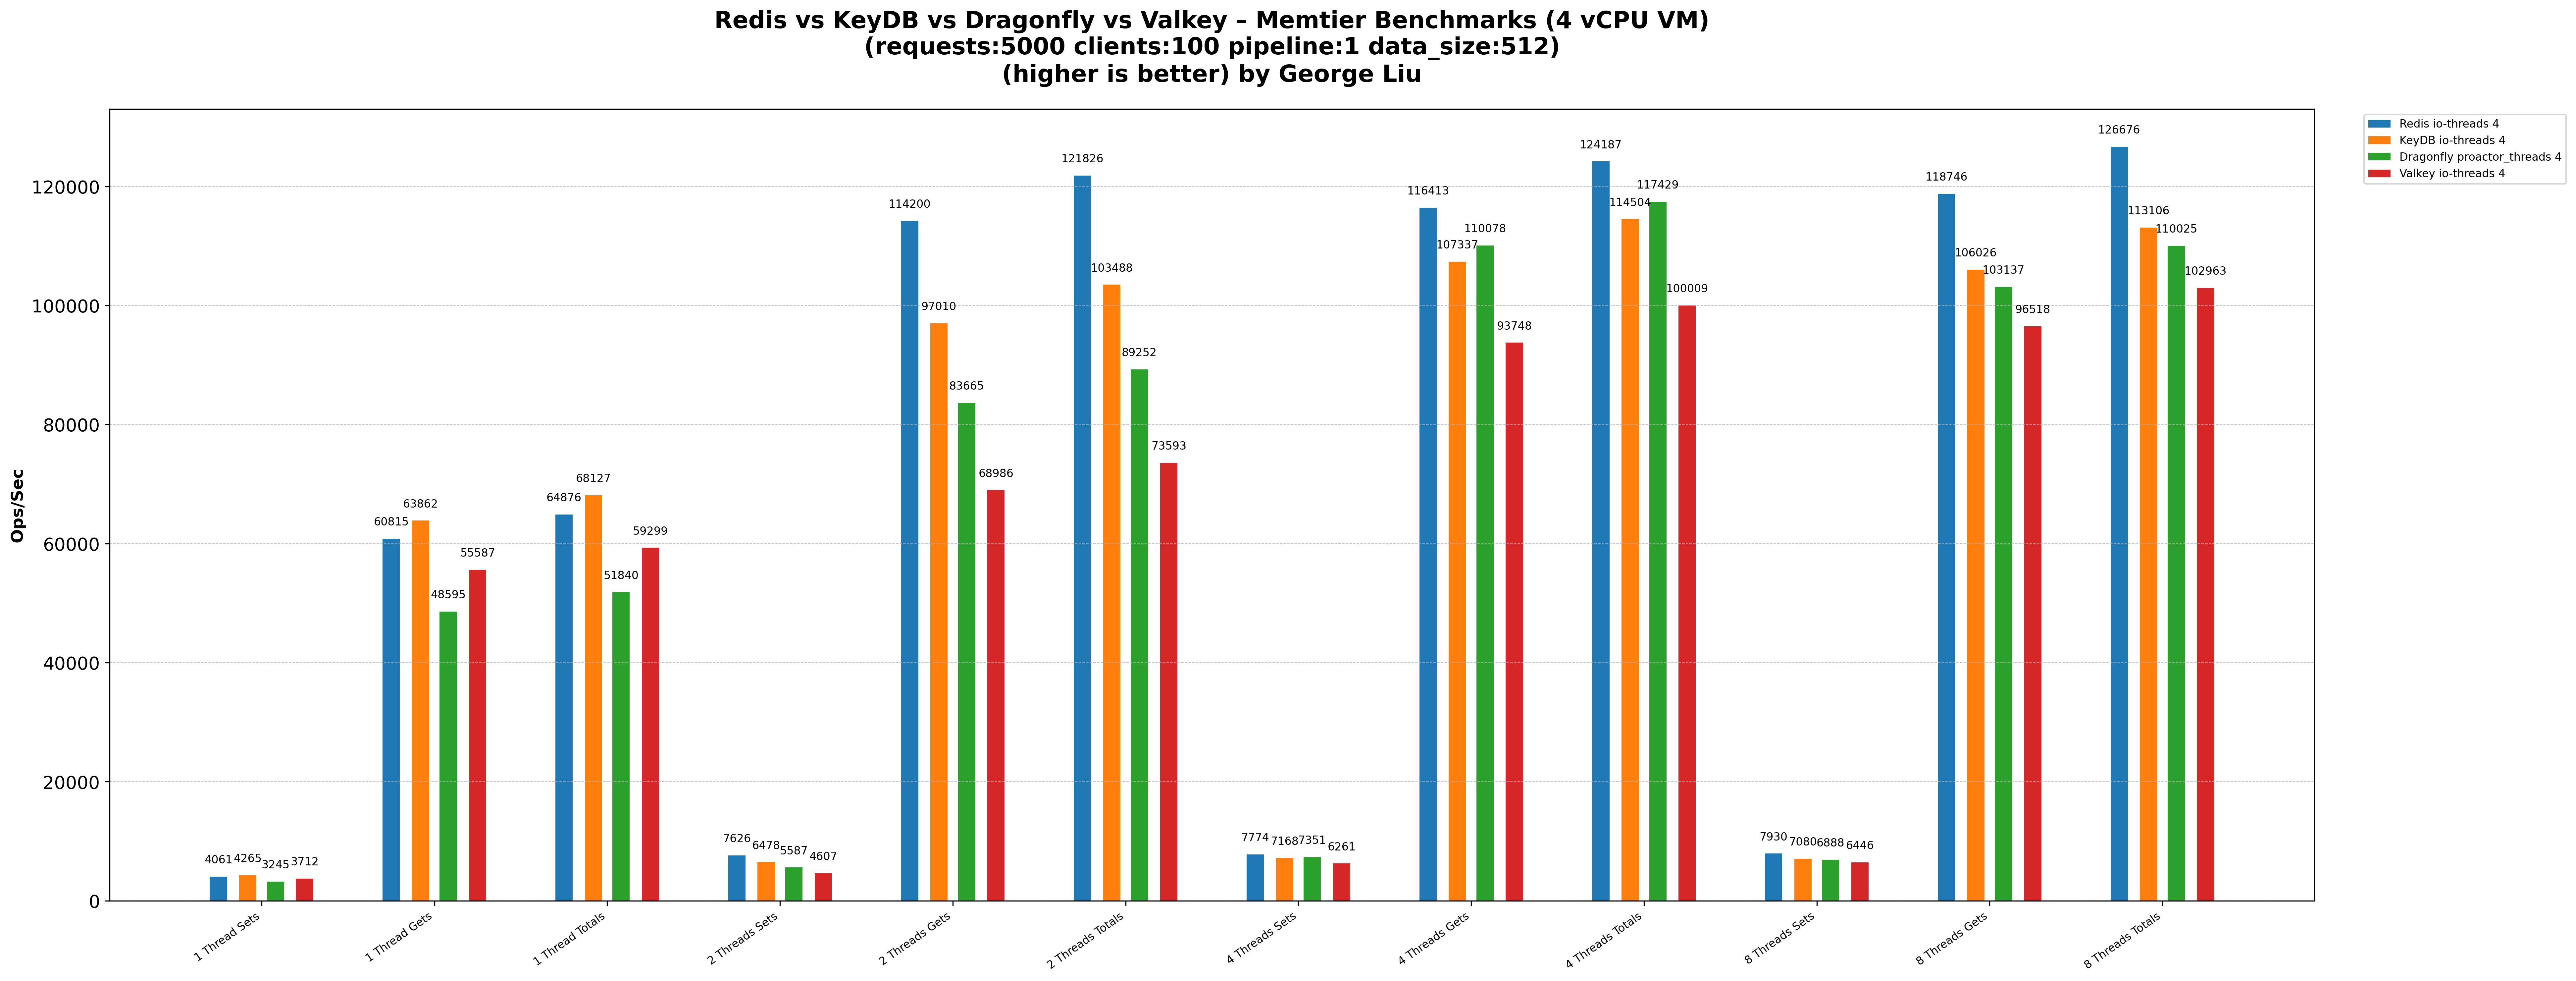 Redis vs KeyDB vs Dragonfly vs Valkey – Memtier Benchmarks (4 vCPU VM)
(requests:5000 clients:100 pipeline:1 data_size:512)
(higher is better) by George Liu
Redis io-threads 4
KeyDB io-threads 4
Dragonfly proactor_threads 4
Valkey io-threads 4
Ops/Sec
120000
100000
80000
60000
40000
20000
0
4061 4265 3245 3712
60815 63862 48595 55587
64876 68127 51840 59299
7626 6478 5587 4607
114200 97010 83665 68986
121826 103488 89252 73593
7774 7168 7351 6261
116413 107337 110078 93748
124187 114504 117429 100009
7930 7080 6888 6446
118746 106026 103137 96518
126676 113106 110025 102963
1 Thread Sets
1 Thread Gets
1 Thread Totals
2 Threads Sets
2 Threads Gets
2 Threads Totals
4 Threads Sets
4 Threads Gets
4 Threads Totals
8 Threads Sets
8 Threads Gets
8 Threads Totals